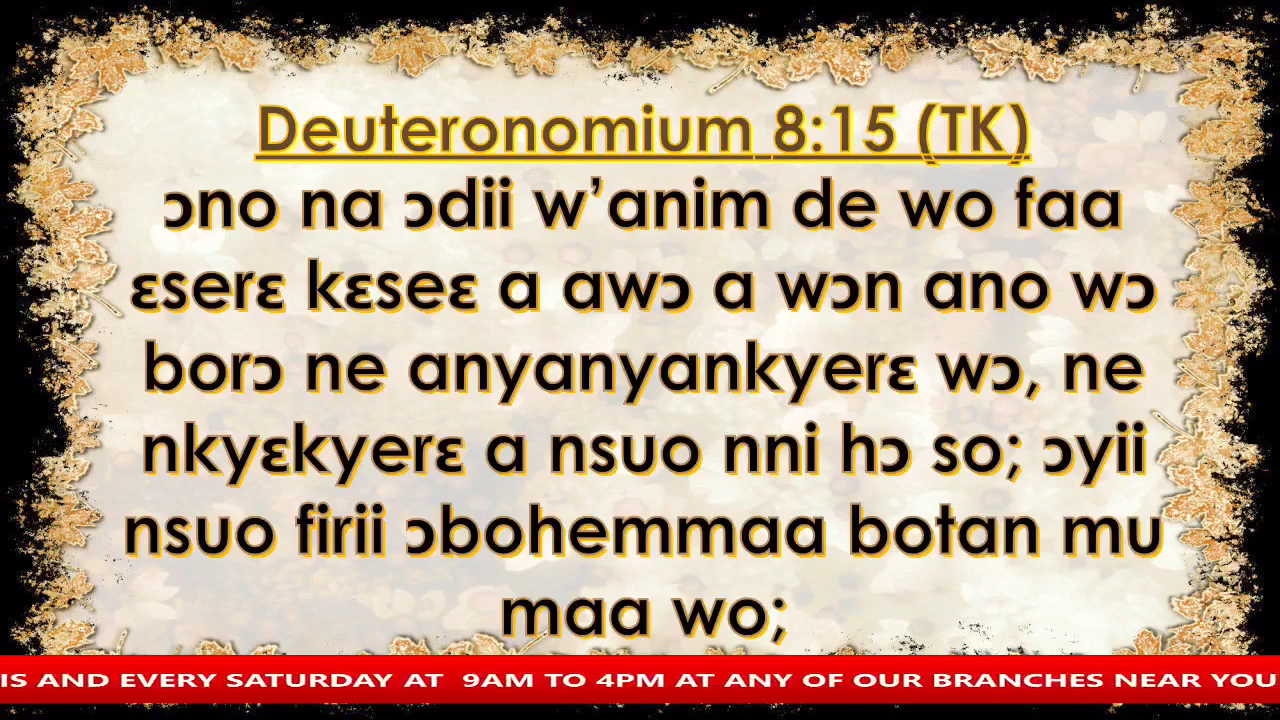 Deuteronomium 8:15 (TK)
ɔno na ɔdii w’anim de wo faa
ɛserɛ kɛseɛ a awɔ a wɔn ano wɔ
borɔ ne anyanyankyerɛ wɔ, ne
nkyɛkyerɛ a nsuo nni hɔ so; ɔyii
nsuo firii ɔbohemmaa botan mu
maa wo;
IS AND EVERY SATURDAY AT 9AM TO 4PM AT ANY OF OUR BRANCHES NEAR YOU